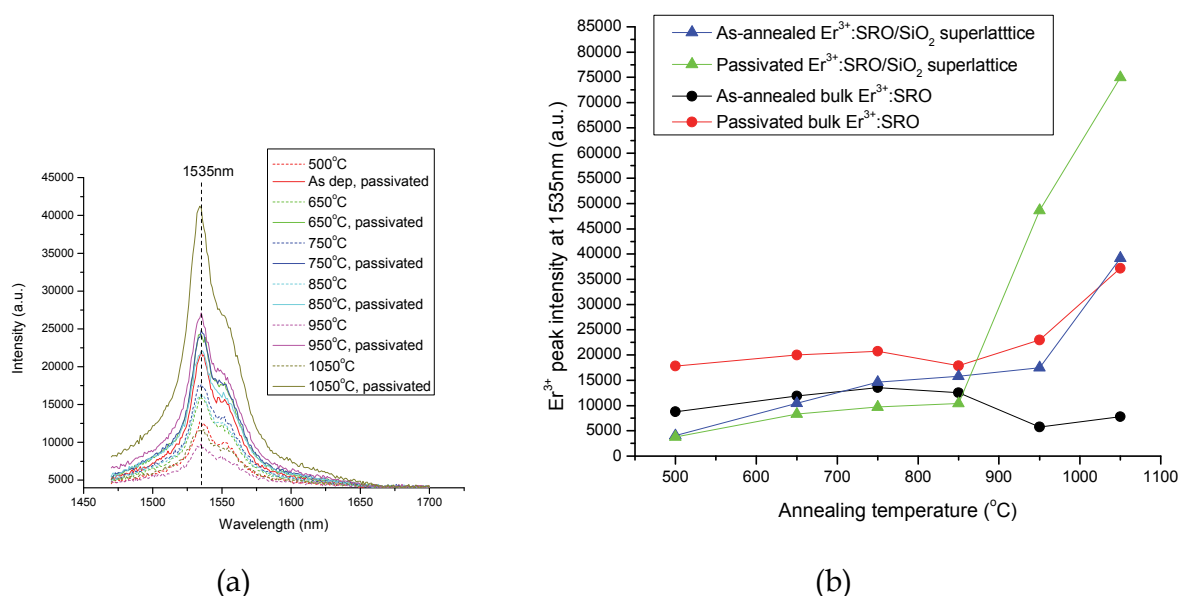 1535nm
45000
40000
35000
30000
25000
20000
15000
10000
5000
Intensity (a.u.)
1450 1500 1550 1600 1650 1700
Wavelength (nm)
500°C
As dep, passivated
650°C
650°C, passivated
750°C
750°C, passivated
850°C
850°C, passivated
950°C
950°C, passivated
1050°C
1050°C, passivated
(a)
85000
80000
75000
70000
65000
60000
55000
50000
45000
40000
35000
30000
25000
20000
15000
10000
5000
0
Er³⁺ peak intensity at 1535nm (a.u.)
As-annealed Er³⁺:SRO/SiO₂ superlatttice
Passivated Er³⁺:SRO/SiO₂ superlattice
As-annealed bulk Er³⁺:SRO
Passivated bulk Er³⁺:SRO
500 600 700 800 900 1000 1100
Annealing temperature (°C)
(b)